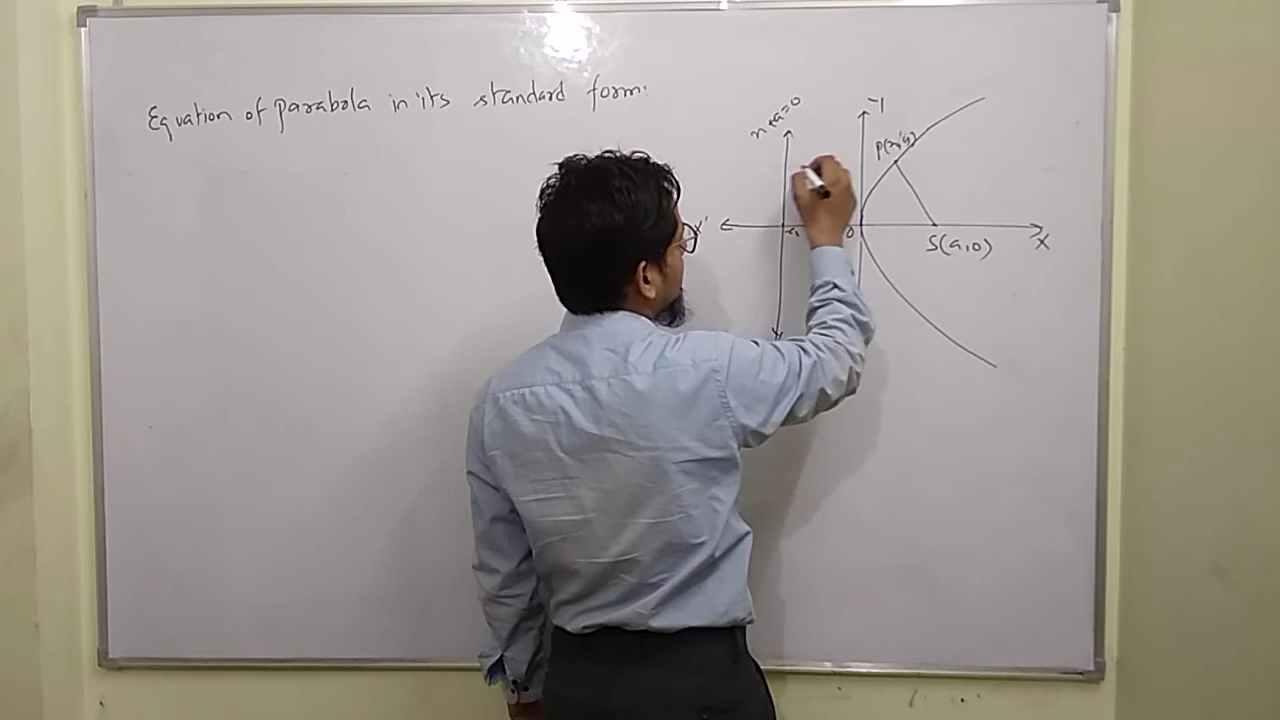 Equation of parabola in its standard form:
x+a=0
Y
P(x,y)
X'
-a
O
S(a,0)
X